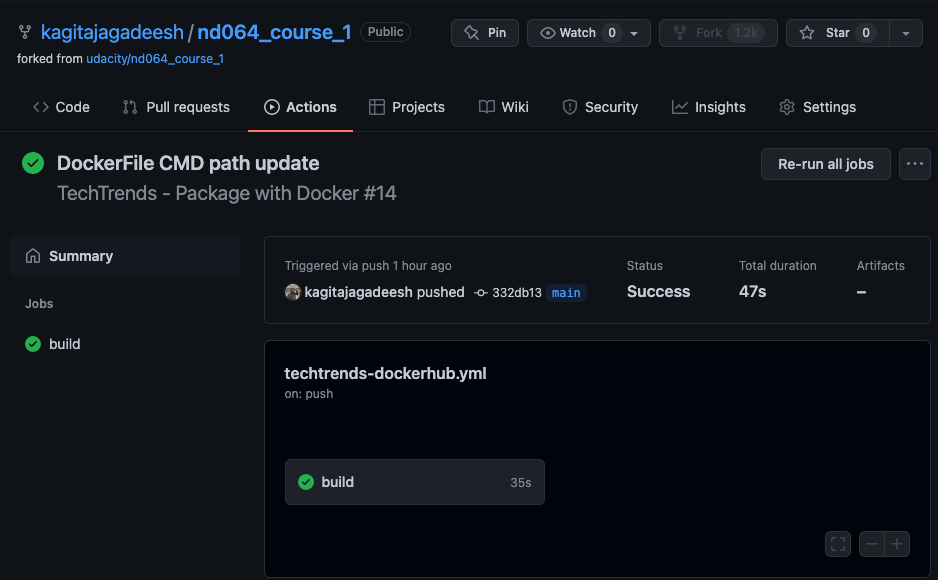 kagitajagadeesh / nd064_course_1 Public Pin Watch 0 Fork 1.2k Star 0
forked from udacity/nd064_course_1
Code Pull requests Actions Projects Wiki Security Insights Settings
DockerFile CMD path update
Re-run all jobs ...
TechTrends - Package with Docker #14
Summary
Jobs
build
Triggered via push 1 hour ago
kagitajagadeesh pushed 332db13 main
Status
Success
Total duration
47s
Artifacts
–
techtrends-dockerhub.yml
on: push
build 35s